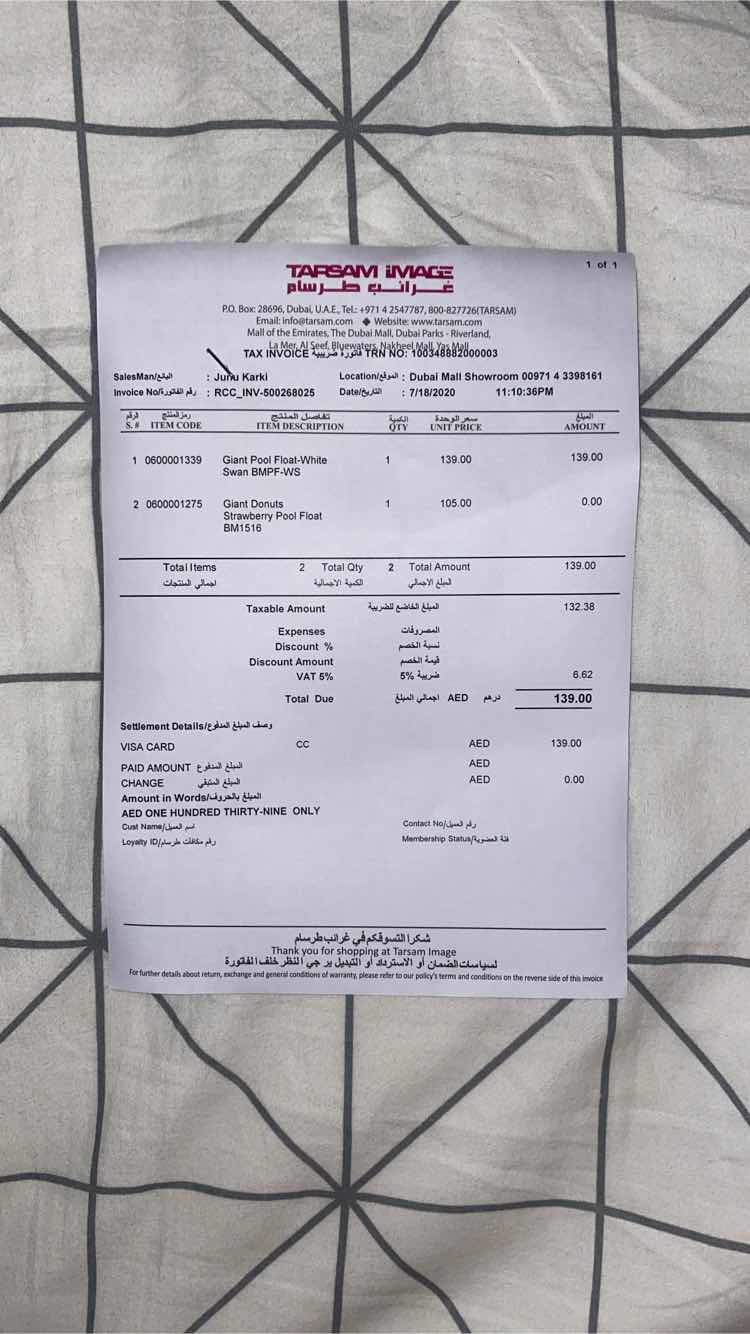 TARSAM iMAGE
1 of 1
غرائب طرسام
P.O. Box: 28696, Dubai, U.A.E., Tel.: +971 4 2547787, 800-827726(TARSAM)
Email: info@tarsam.com ◆ Website: www.tarsam.com
Mall of the Emirates, The Dubai Mall, Dubai Parks - Riverland,
La Mer, Al Seef, Bluewaters, Nakheel Mall, Yas Mall
TAX INVOICE فاتورة ضريبية TRN NO: 100348882000003
SalesMan/البائع : Junu Karki Location/الموقع : Dubai Mall Showroom 00971 4 3398161
Invoice No/رقم الفاتورة : RCC_INV-500268025 Date/التاريخ : 7/18/2020 11:10:36PM
الرقم رمز المنتج تفاصيل المنتج الكمية سعر الوحدة المبلغ
S. # ITEM CODE ITEM DESCRIPTION QTY UNIT PRICE AMOUNT
1 0600001339 Giant Pool Float-White 1 139.00 139.00
Swan BMPF-WS
2 0600001275 Giant Donuts 1 105.00 0.00
Strawberry Pool Float
BM1516
Total Items 2 Total Qty 2 Total Amount 139.00
اجمالي المنتجات الكمية الاجمالية المبلغ الاجمالي
Taxable Amount المبلغ الخاضع للضريبة 132.38
Expenses المصروفات
Discount % نسبة الخصم
Discount Amount قيمة الخصم
VAT 5% ضريبة 5% 6.62
Total Due اجمالي المبلغ AED درهم 139.00
Settlement Details/وصف المبلغ المدفوع
VISA CARD CC AED 139.00
PAID AMOUNT المبلغ المدفوع AED
CHANGE المبلغ المتبقي AED 0.00
Amount in Words/المبلغ بالحروف
AED ONE HUNDRED THIRTY-NINE ONLY
Cust Name/اسم العميل Contact No/رقم العميل
Loyalty ID/رقم مكافآت طرسام Membership Status/فئة العضوية
شكرا لتسوقكم في غرائب طرسام
Thank you for shopping at Tarsam Image
لسياسات الضمان أو الاسترداد أو التبديل يرجي النظر خلف الفاتورة
For further details about return, exchange and general conditions of warranty, please refer to our policy's terms and conditions on the reverse side of this invoice